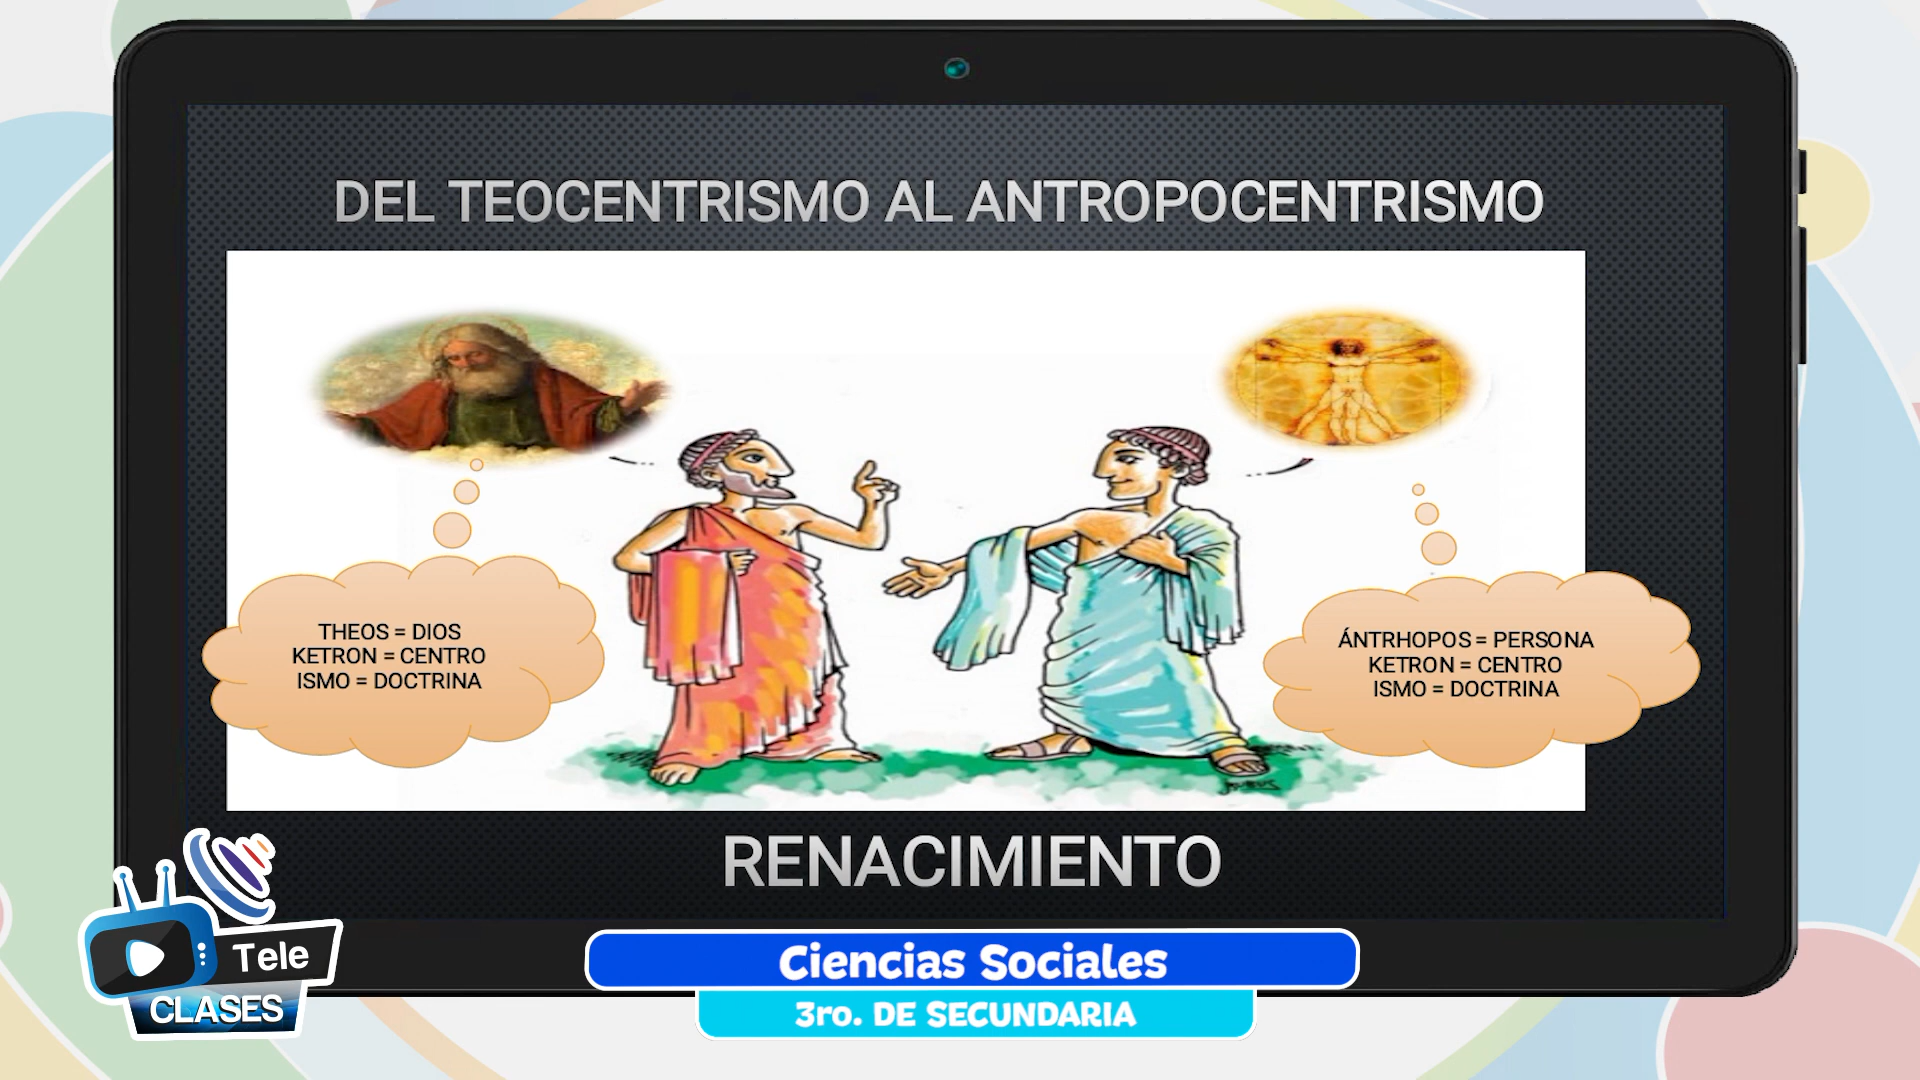 DEL TEOCENTRISMO AL ANTROPOCENTRISMO
THEOS = DIOS
KETRON = CENTRO
ISMO = DOCTRINA
ÁNTRHOPOS = PERSONA
KETRON = CENTRO
ISMO = DOCTRINA
RENACIMIENTO
Tele
CLASES
Ciencias Sociales
3ro. DE SECUNDARIA